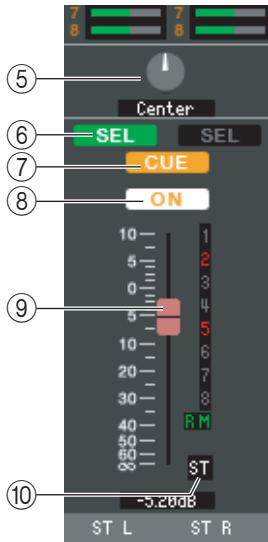 7 7
8 8
⑤
Center
⑥ SEL SEL
⑦ CUE
⑧ ON
10 1
5 2
0 3
4
⑨ 5 5
10 6
20 7
30 8
40 R M
50
60
∞ ST
⑩
-5.20dB
ST L ST R